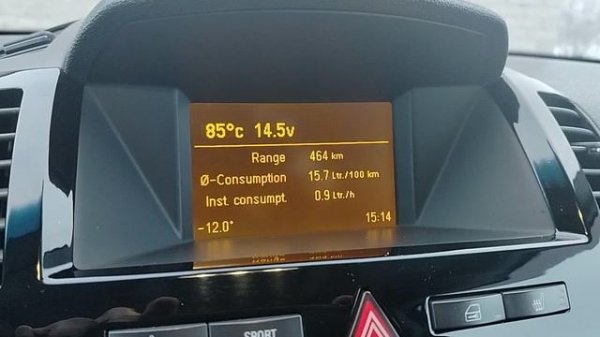 85°c 14.5v
Range 464 km
Ø-Consumption 15.7 Ltr./100 km
Inst. consumpt. 0.9 Ltr./h
-12.0° 15:14
SPORT